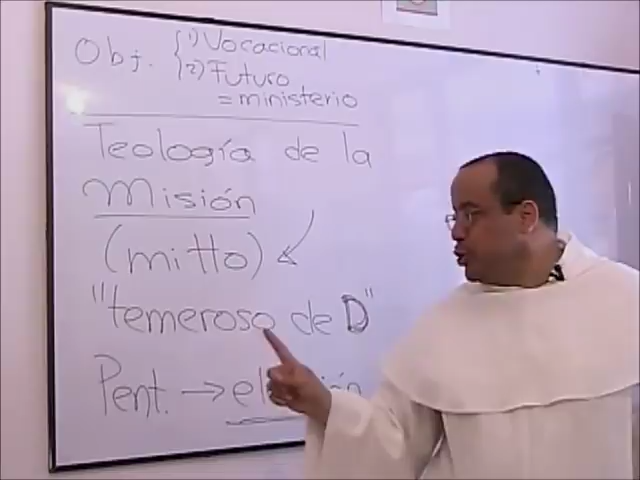 Obj. { 1) Vocacional
2) Futuro
= ministerio
Teología de la
Misión
(mitto)
"temeroso de D"
Pent. →